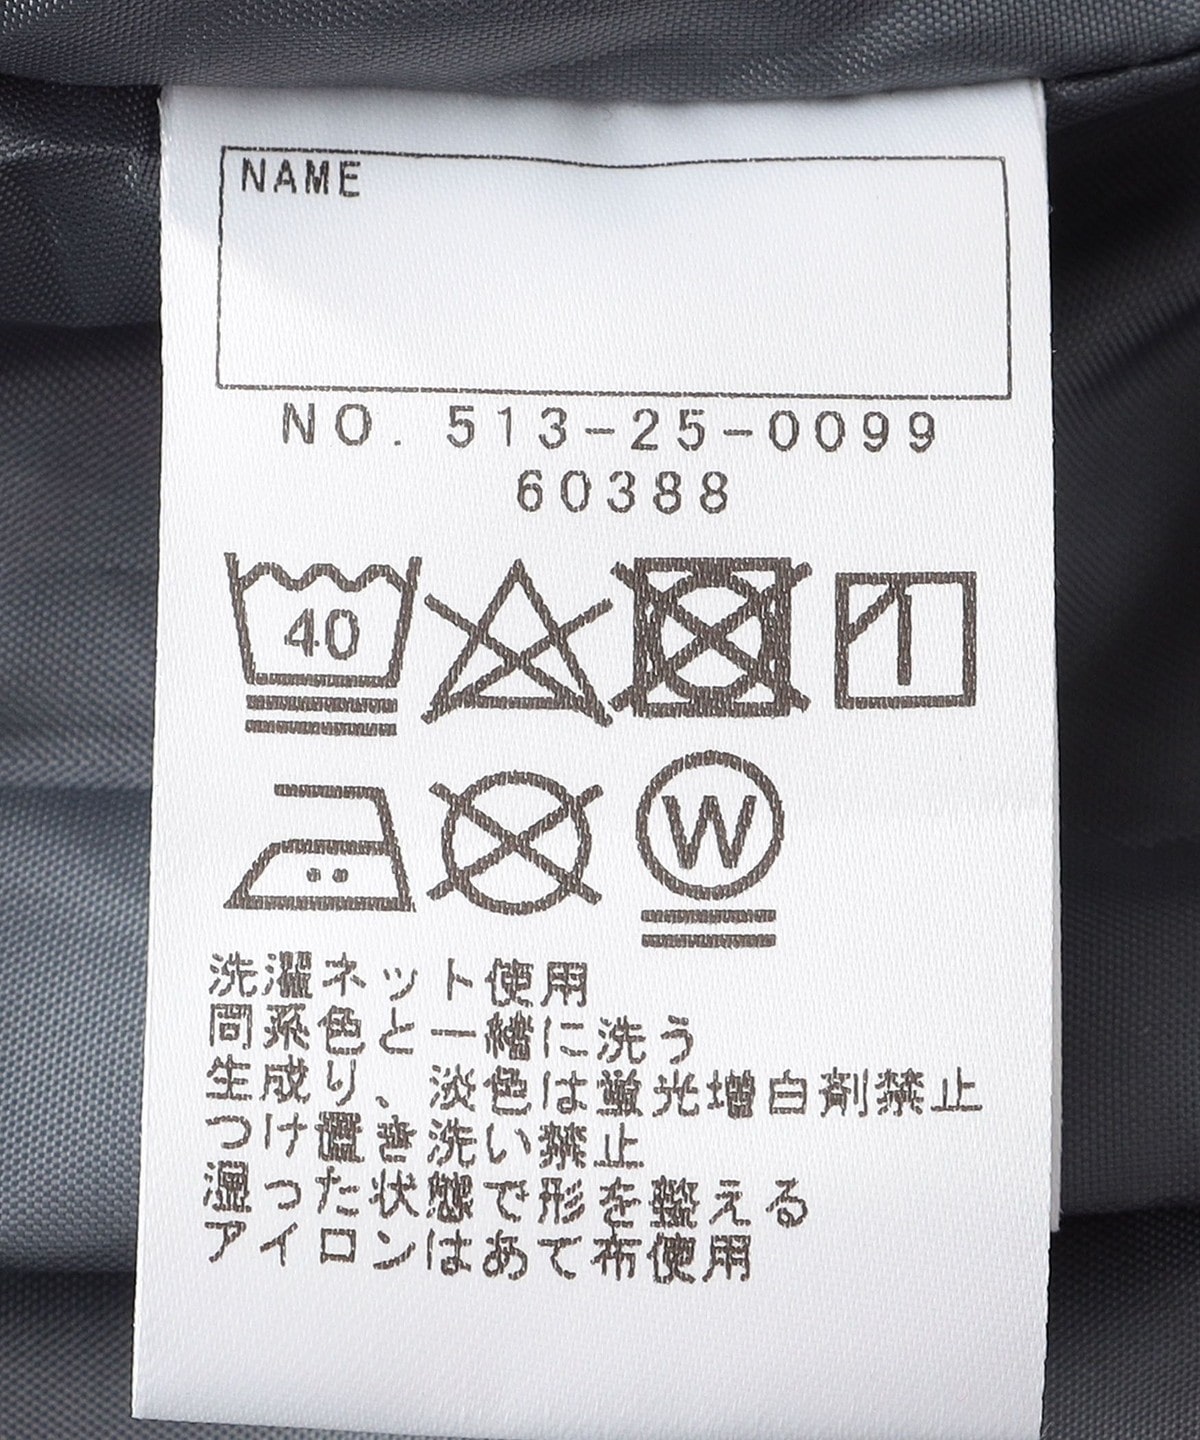 NAME
NO. 513-25-0099
60388
40
W
洗濯ネット使用
同系色と一緒に洗う
生成り、淡色は蛍光増白剤禁止
つけ置き洗い禁止
湿った状態で形を整える
アイロンはあて布使用